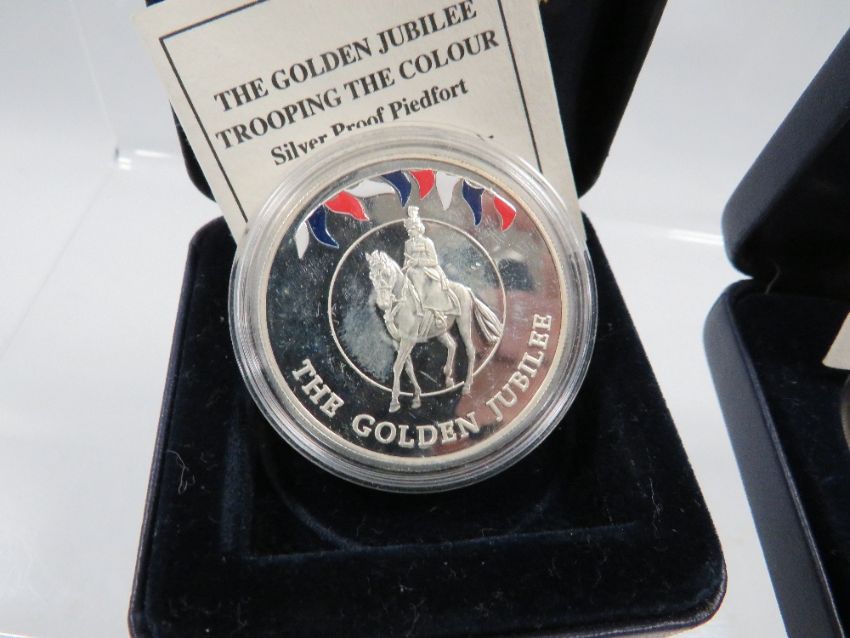 THE GOLDEN JUBILEE
TROOPING THE COLOUR
Silver Proof Piedfort
THE GOLDEN JUBILEE